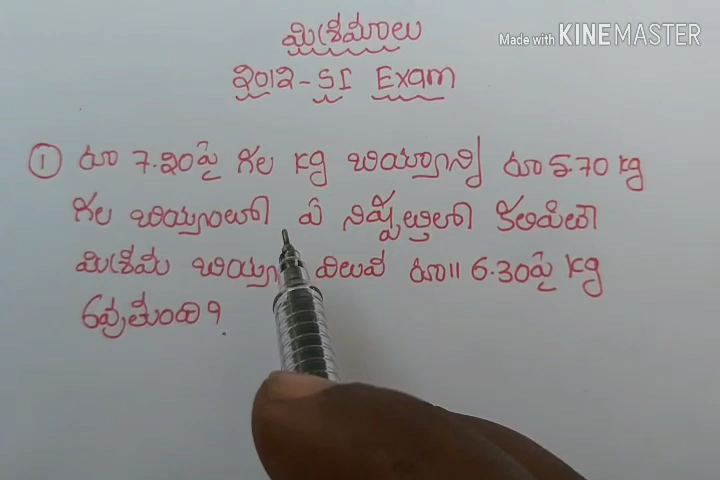 మిశ్రమాలు
Made with KINEMASTER
2012-SI Exam
① రూ 7.20పై గల kg బియ్యాన్ని రూ 5.70 kg
గల బియ్యంలో ఏ నిష్పత్తిలో కలిపితే
మిశ్రమ బియ్యం విలువ రూ॥ 6.30పై kg
అవుతుంది?